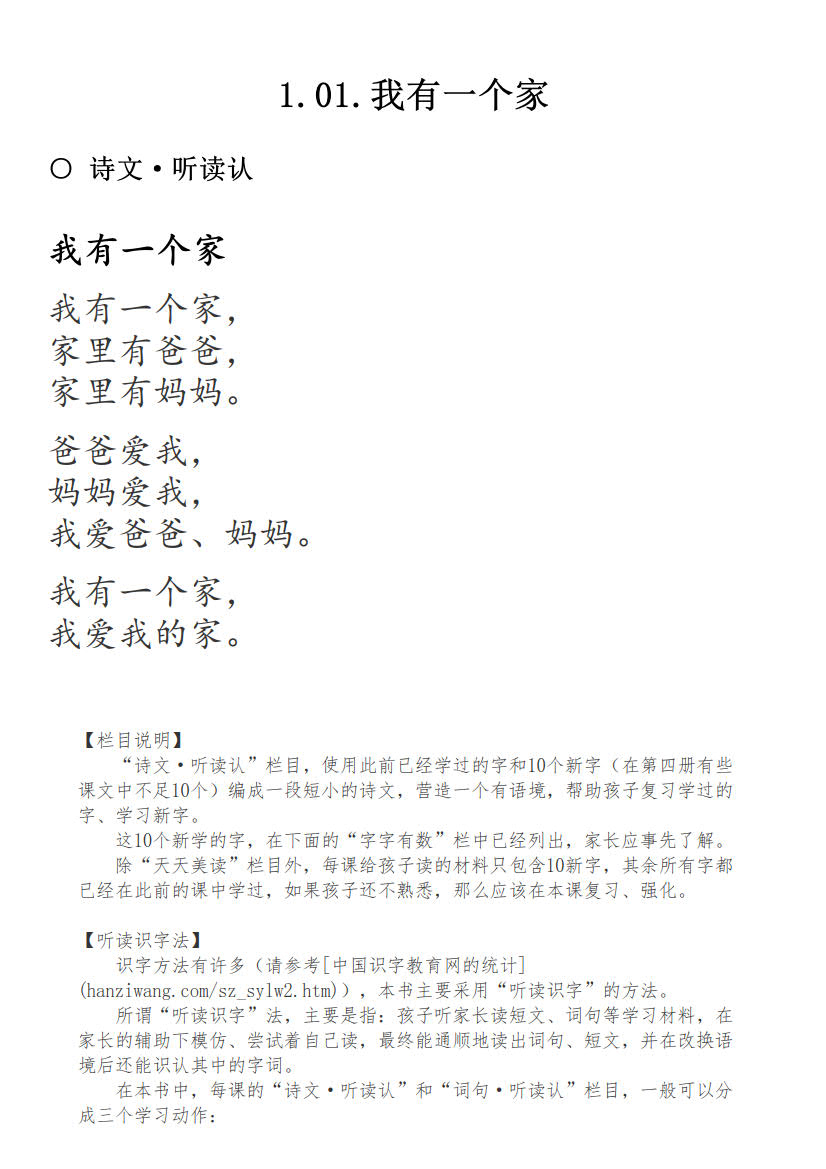 1.01.我有一个家
〇 诗文·听读认
我有一个家
我有一个家，
家里有爸爸，
家里有妈妈。
爸爸爱我，
妈妈爱我，
我爱爸爸、妈妈。
我有一个家，
我爱我的家。
【栏目说明】
“诗文·听读认”栏目，使用此前已经学过的字和10个新字（在第四册有些
课文中不足10个）编成一段短小的诗文，营造一个有语境，帮助孩子复习学过的
字、学习新字。
这10个新学的字，在下面的“字字有数”栏中已经列出，家长应事先了解。
除“天天美读”栏目外，每课给孩子读的材料只包含10新字，其余所有字都
已经在此前的课中学过，如果孩子还不熟悉，那么应该在本课复习、强化。
【听读识字法】
识字方法有许多（请参考[中国识字教育网的统计]
(hanziwang.com/sz_sylw2.htm)），本书主要采用“听读识字”的方法。
所谓“听读识字”法，主要是指：孩子听家长读短文、词句等学习材料，在
家长的辅助下模仿、尝试着自己读，最终能通顺地读出词句、短文，并在改换语
境后还能识认其中的字词。
在本书中，每课的“诗文·听读认”和“词句·听读认”栏目，一般可以分
成三个学习动作：